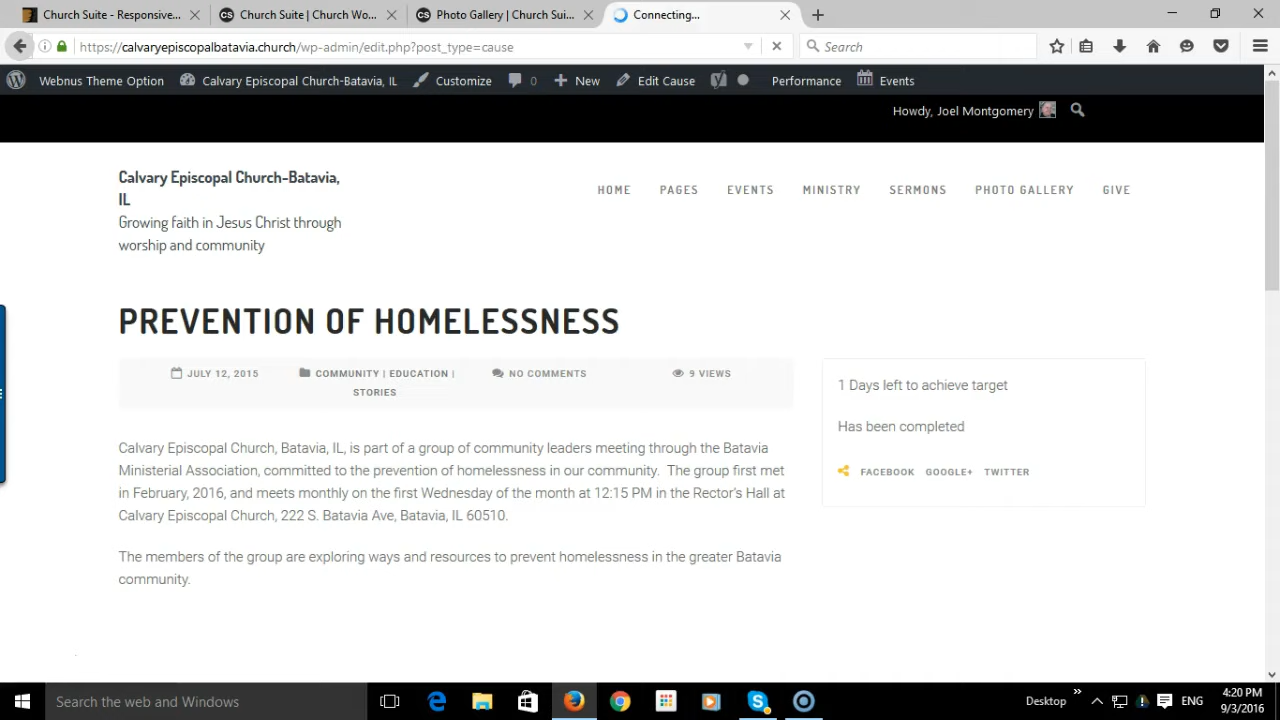 Church Suite - Responsive...
Church Suite | Church Wo...
Photo Gallery | Church Sui...
Connecting...
https://calvaryepiscopalbatavia.church/wp-admin/edit.php?post_type=cause
Search
Webnus Theme Option
Calvary Episcopal Church-Batavia, IL
Customize
0
New
Edit Cause
Performance
Events
Howdy, Joel Montgomery
Calvary Episcopal Church-Batavia,
IL
Growing faith in Jesus Christ through
worship and community
HOME PAGES EVENTS MINISTRY SERMONS PHOTO GALLERY GIVE
PREVENTION OF HOMELESSNESS
JULY 12, 2015
COMMUNITY | EDUCATION |
STORIES
NO COMMENTS
9 VIEWS
Calvary Episcopal Church, Batavia, IL, is part of a group of community leaders meeting through the Batavia
Ministerial Association, committed to the prevention of homelessness in our community. The group first met
in February, 2016, and meets monthly on the first Wednesday of the month at 12:15 PM in the Rector's Hall at
Calvary Episcopal Church, 222 S. Batavia Ave, Batavia, IL 60510.
The members of the group are exploring ways and resources to prevent homelessness in the greater Batavia
community.
1 Days left to achieve target
Has been completed
FACEBOOK GOOGLE+ TWITTER
Search the web and Windows
Desktop
ENG
4:20 PM
9/3/2016